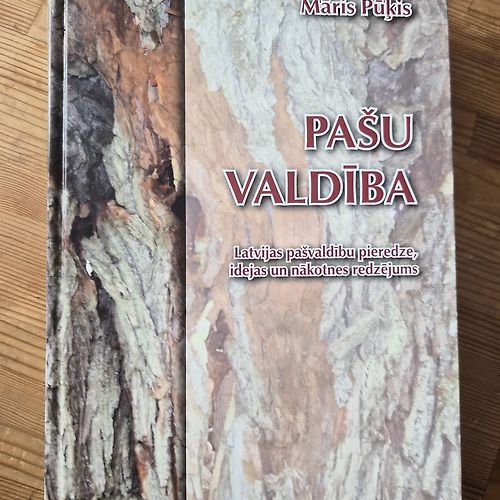 Māris Pūķis
PAŠU
VALDĪBA
Latvijas pašvaldību pieredze,
idejas un nākotnes redzējums